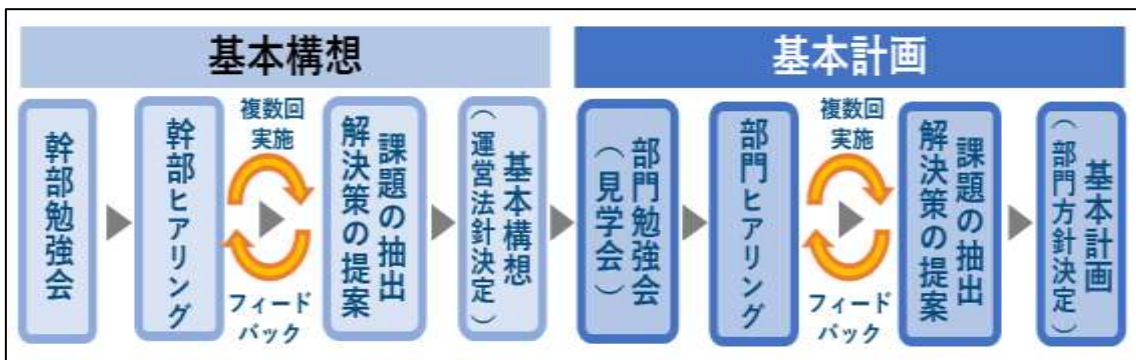 基本構想
基本計画
幹部勉強会
幹部ヒアリング
複数回
実施
フィード
バック
課題の抽出
解決策の提案
基本構想
（運営法針決定）
部門勉強会
（見学会）
部門ヒアリング
複数回
実施
フィード
バック
課題の抽出
解決策の提案
基本計画
（部門方針決定）